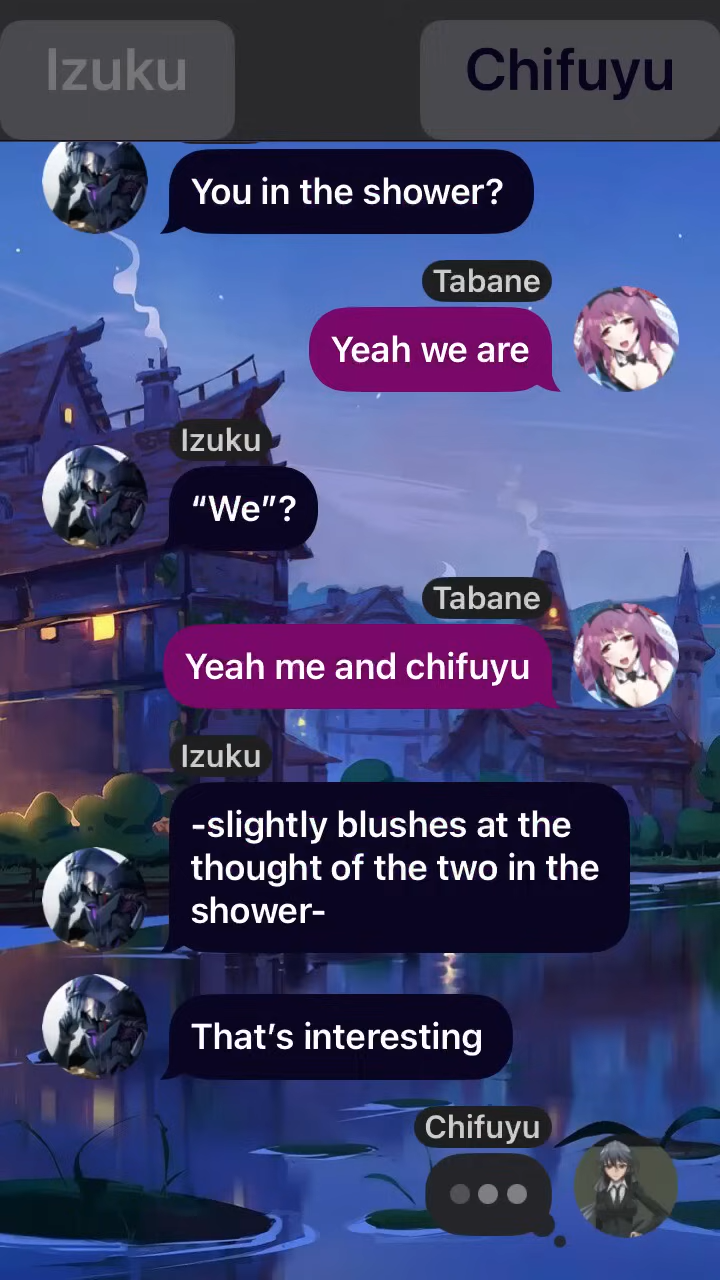 Izuku
Chifuyu
You in the shower?
Tabane
Yeah we are
Izuku
“We”?
Tabane
Yeah me and chifuyu
Izuku
-slightly blushes at the
thought of the two in the
shower-
That’s interesting
Chifuyu